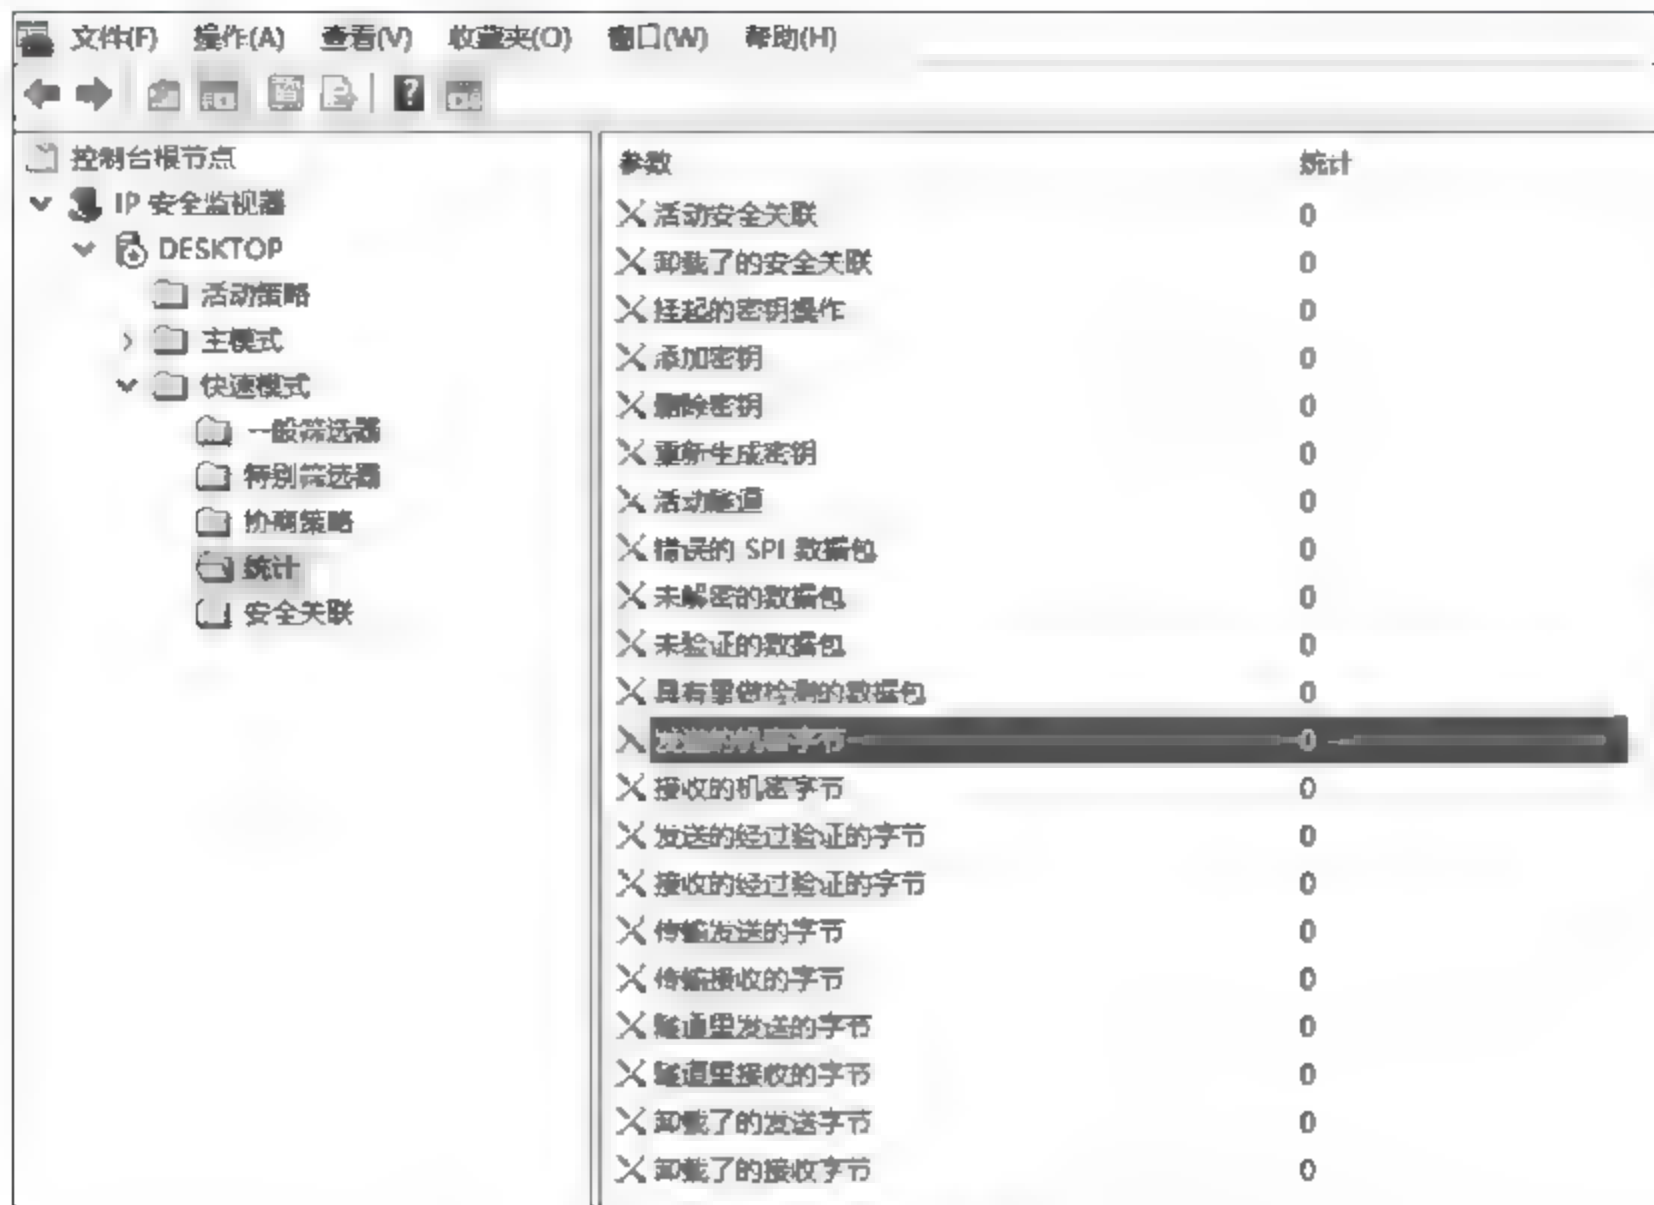 文件(F) 操作(A) 查看(V) 收藏夹(O) 窗口(W) 帮助(H)
控制台根节点
IP 安全监视器
DESKTOP
活动策略
主模式
快速模式
一般筛选器
特别筛选器
协商策略
统计
安全关联
参数 统计
活动安全关联 0
卸载了的安全关联 0
挂起的密钥操作 0
添加密钥 0
删除密钥 0
重新生成密钥 0
活动隧道 0
错误的 SPI 数据包 0
未解密的数据包 0
未验证的数据包 0
具有重做检测的数据包 0
发送的机密字节 0
接收的机密字节 0
发送的经过验证的字节 0
接收的经过验证的字节 0
传输发送的字节 0
传输接收的字节 0
隧道里发送的字节 0
隧道里接收的字节 0
卸载了的发送字节 0
卸载了的接收字节 0